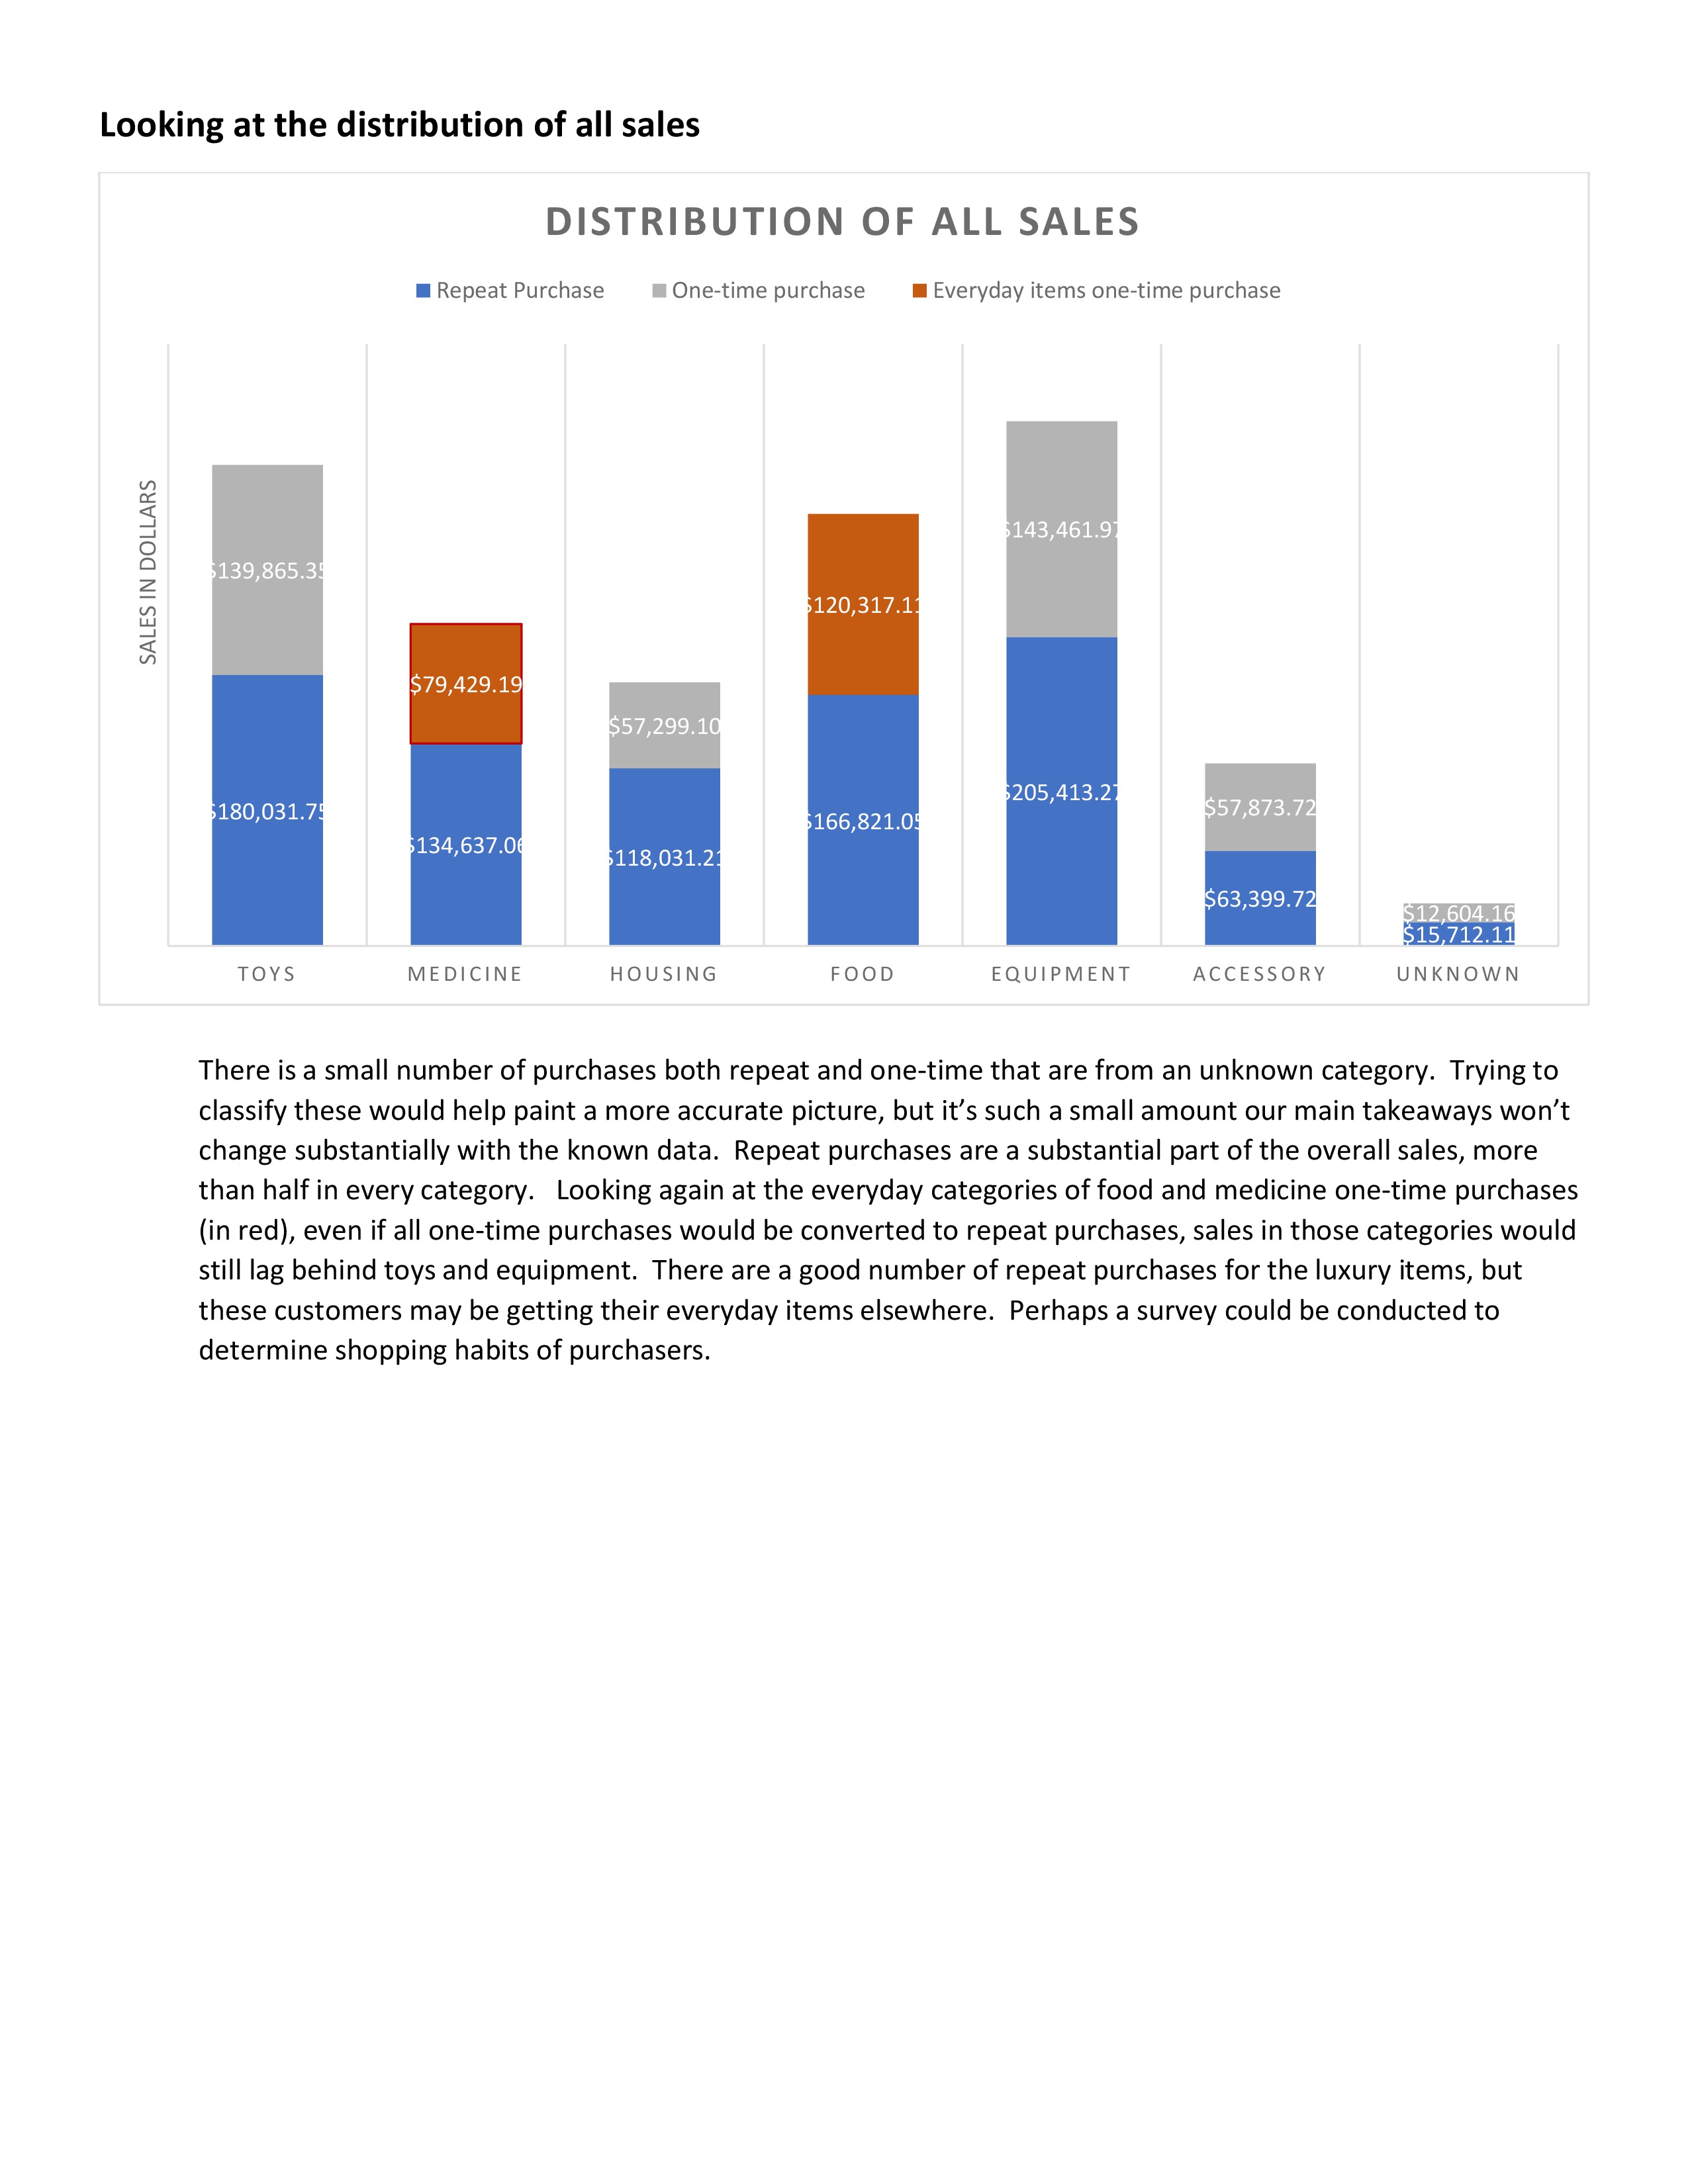 Looking at the distribution of all sales
DISTRIBUTION OF ALL SALES
Repeat Purchase One-time purchase Everyday items one-time purchase
SALES IN DOLLARS
$139,865.35
$180,031.75
$79,429.19
$134,637.06
$57,299.10
$118,031.21
$120,317.11
$166,821.05
$143,461.97
$205,413.27
$57,873.72
$63,399.72
$12,604.16
$15,712.11
TOYS MEDICINE HOUSING FOOD EQUIPMENT ACCESSORY UNKNOWN
There is a small number of purchases both repeat and one-time that are from an unknown category.  Trying to
classify these would help paint a more accurate picture, but it’s such a small amount our main takeaways won’t
change substantially with the known data.  Repeat purchases are a substantial part of the overall sales, more
than half in every category.   Looking again at the everyday categories of food and medicine one-time purchases
(in red), even if all one-time purchases would be converted to repeat purchases, sales in those categories would
still lag behind toys and equipment.  There are a good number of repeat purchases for the luxury items, but
these customers may be getting their everyday items elsewhere.  Perhaps a survey could be conducted to
determine shopping habits of purchasers.